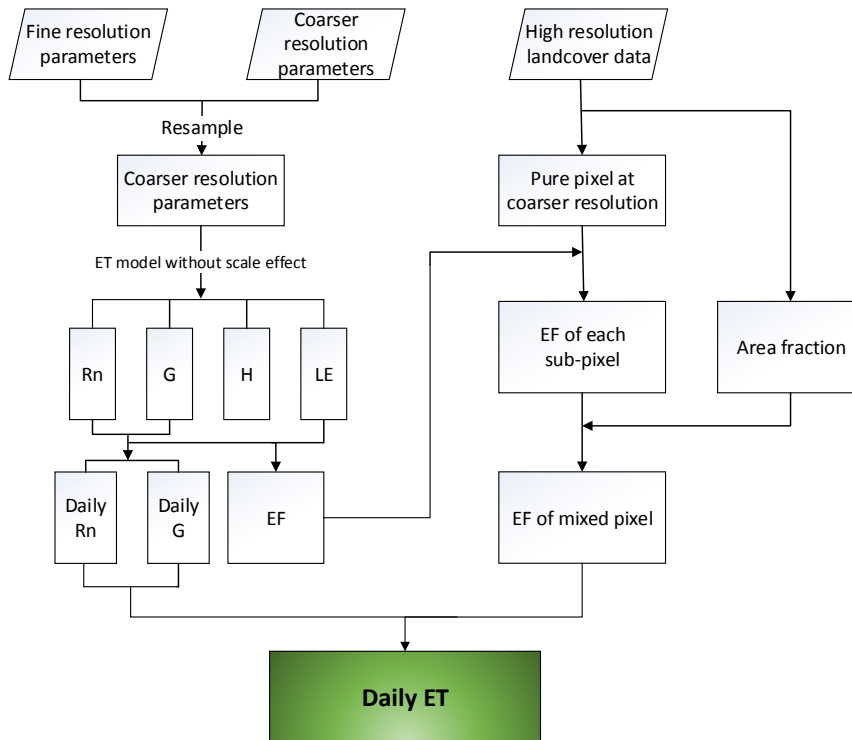 Fine resolution
parameters
Coarser
resolution
parameters
High resolution
landcover data
Resample
Coarser resolution
parameters
Pure pixel at
coarser resolution
ET model without scale effect
Rn
G
H
LE
EF of each
sub-pixel
Area fraction
Daily
Rn
Daily
G
EF
EF of mixed pixel
Daily ET